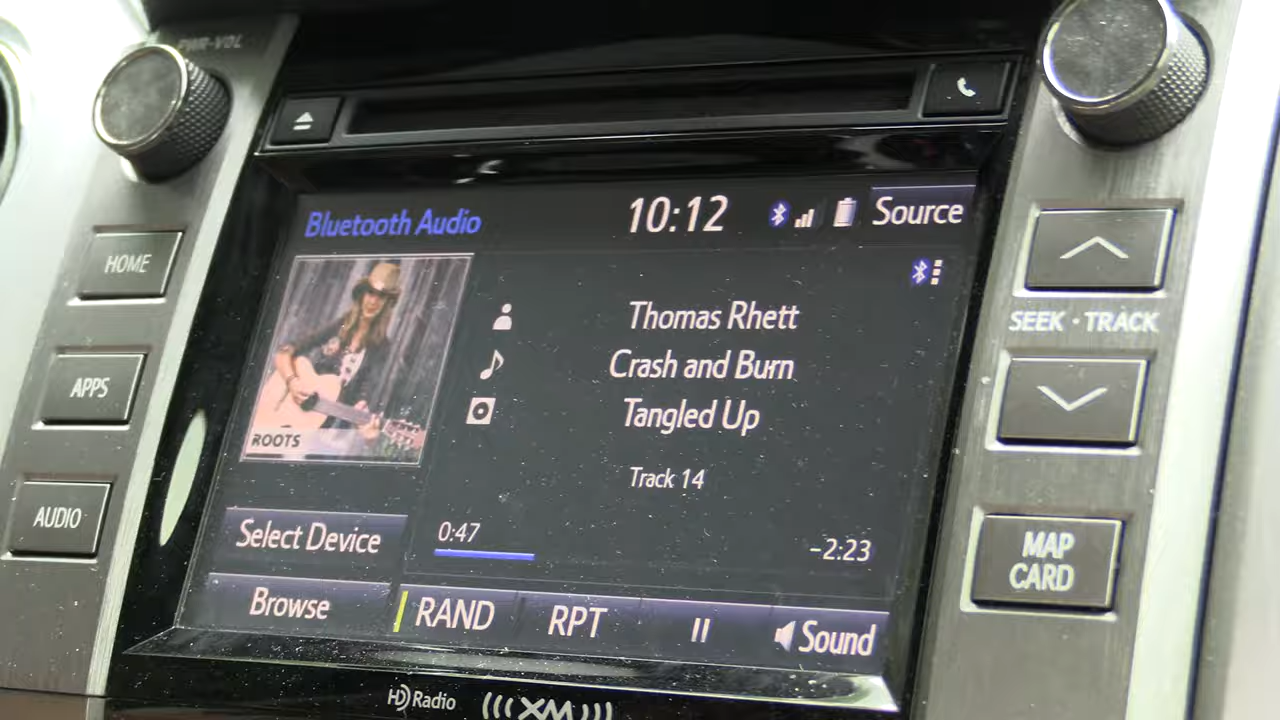 PWR·VOL
Bluetooth Audio
10:12
Source
HOME
Thomas Rhett
SEEK · TRACK
Crash and Burn
APPS
Tangled Up
ROOTS
Track 14
AUDIO
Select Device
0:47
-2:23
MAP
CARD
Browse
RAND
RPT
Sound
HD Radio
XM